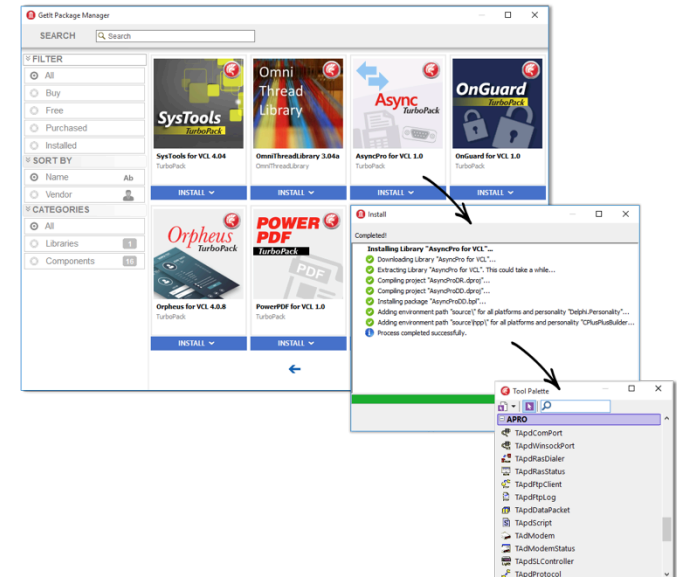 GetIt Package Manager
SEARCH
Search
FILTER
All
Buy
Free
Purchased
Installed
SORT BY
Name Ab
Vendor
CATEGORIES
All
Libraries 1
Components 16
SysTools
TurboPack
SysTools for VCL 4.04
TurboPack
INSTALL
Omni
Thread
Library
OmniThreadLibrary 3.04a
OmniThreadLibrary
INSTALL
Async
TurboPack
AsyncPro for VCL 1.0
TurboPack
INSTALL
OnGuard
TurboPack
OnGuard for VCL 1.0
TurboPack
INSTALL
Orpheus
TurboPack
Orpheus for VCL 4.0.8
TurboPack
INSTALL
POWER
PDF
TurboPack
PDF
PowerPDF for VCL 1.0
TurboPack
INSTALL
Install
Completed!
Installing Library "AsyncPro for VCL"...
Downloading Library "AsyncPro for VCL"...
Extracting Library "AsyncPro for VCL". This could take a while...
Compiling project "AsyncProDR.dproj"...
Compiling project "AsyncProDD.dproj"...
Installing package "AsyncProDD.bpl"...
Adding environment path "source\" for all platforms and personality "Delphi.Personality"...
Adding environment path "source\hpp\" for all platforms and personality "CPlusPlusBuilder...
Process completed successfully.
Tool Palette
APRO
TApdComPort
TApdWinsockPort
TApdRasDialer
TApdRasStatus
TApdFtpClient
TApdFtpLog
TApdDataPacket
TApdScript
TAdModem
TAdModemStatus
TApdSLController
TApdProtocol